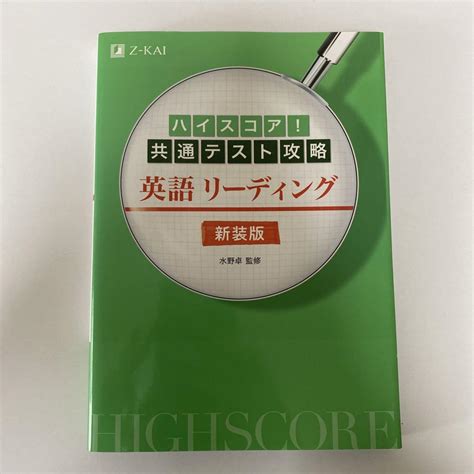 Z-KAI
ハイスコア!
共通テスト攻略
英語 リーディング
新装版
水野卓 監修
HIGHSCORE